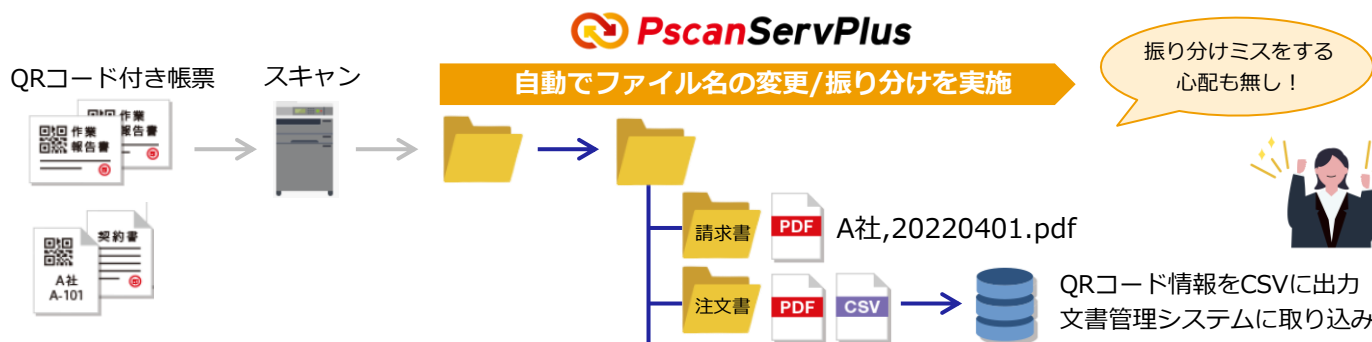 PscanServPlus
QRコード付き帳票
スキャン
自動でファイル名の変更/振り分けを実施
振り分けミスをする
心配も無し！
作業
報告書
作業
報告書
契約書
A社
A-101
請求書
PDF
A社,20220401.pdf
注文書
PDF
CSV
QRコード情報をCSVに出力
文書管理システムに取り込み